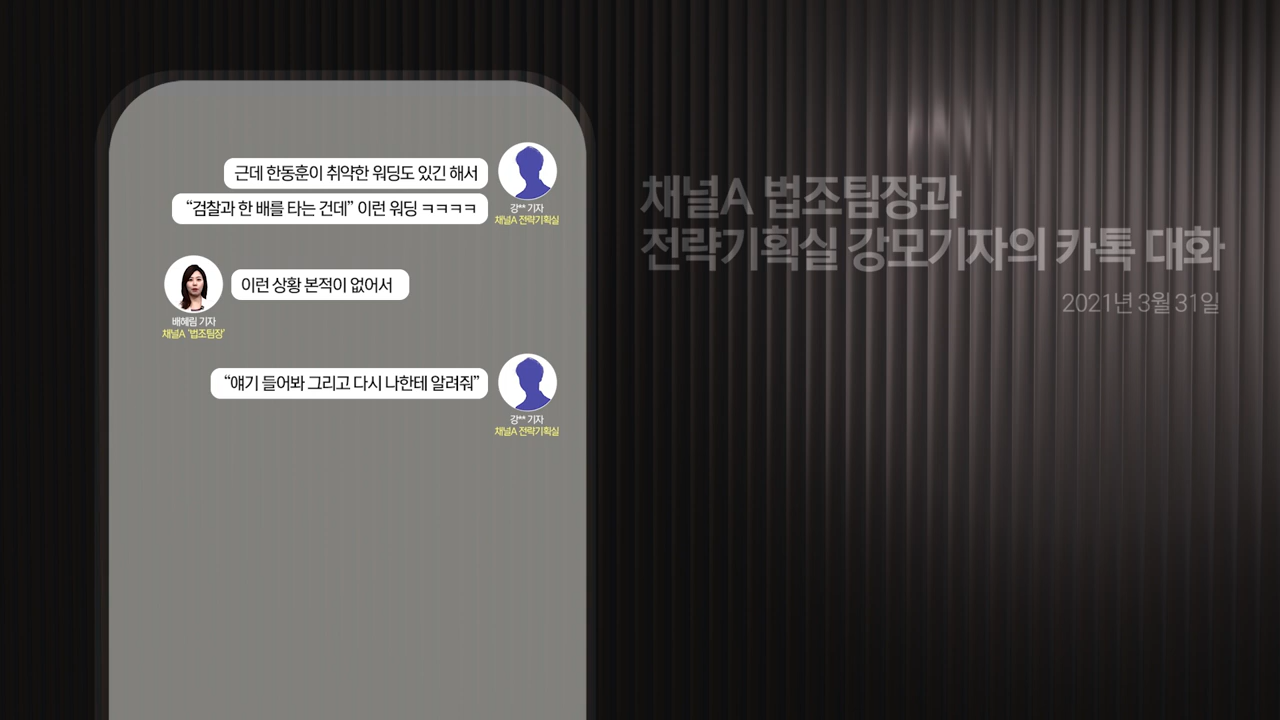 근데 한동훈이 취약한 워딩도 있긴 해서
“검찰과 한 배를 타는 건데” 이런 워딩 ㅋㅋㅋㅋ
강** 기자
채널A 전략기획실
이런 상황 본적이 없어서
배혜림 기자
채널A '법조팀장'
“얘기 들어봐 그리고 다시 나한테 알려줘”
강** 기자
채널A 전략기획실
채널A 법조팀장과
전략기획실 강모기자의 카톡 대화
2021년 3월 31일